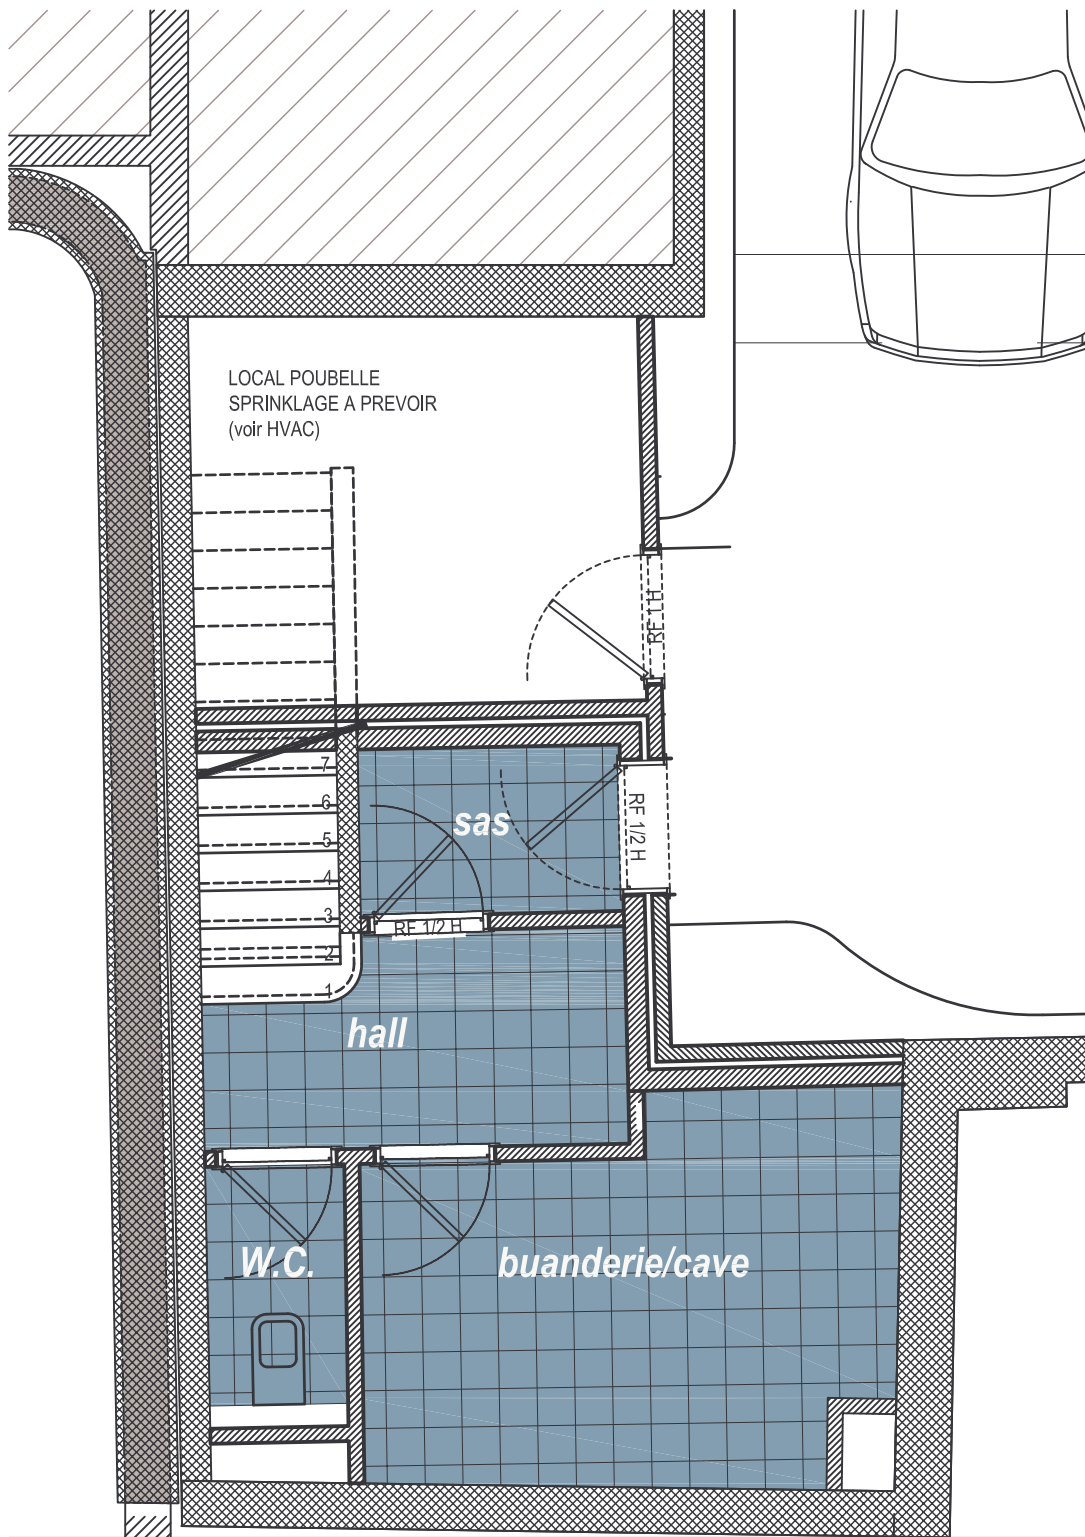 LOCAL POUBELLE
SPRINKLAGE A PREVOIR
(voir HVAC)
RF 1 H
7
6
5
4
3
2
1
sas
RF 1/2 H
RF 1/2 H
hall
W.C.
buanderie/cave